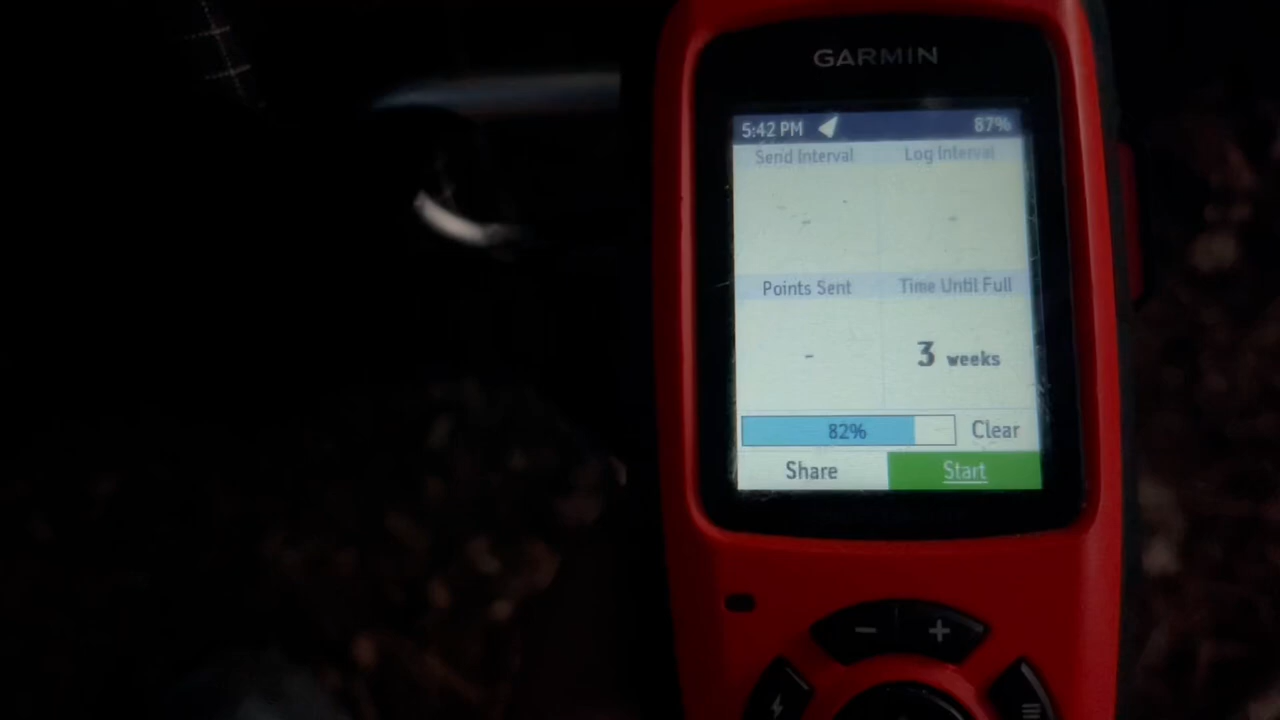 GARMIN
5:42 PM 87%
Send Interval Log Interval
- -
Points Sent Time Until Full
- 3 weeks
82% Clear
Share Start
- +